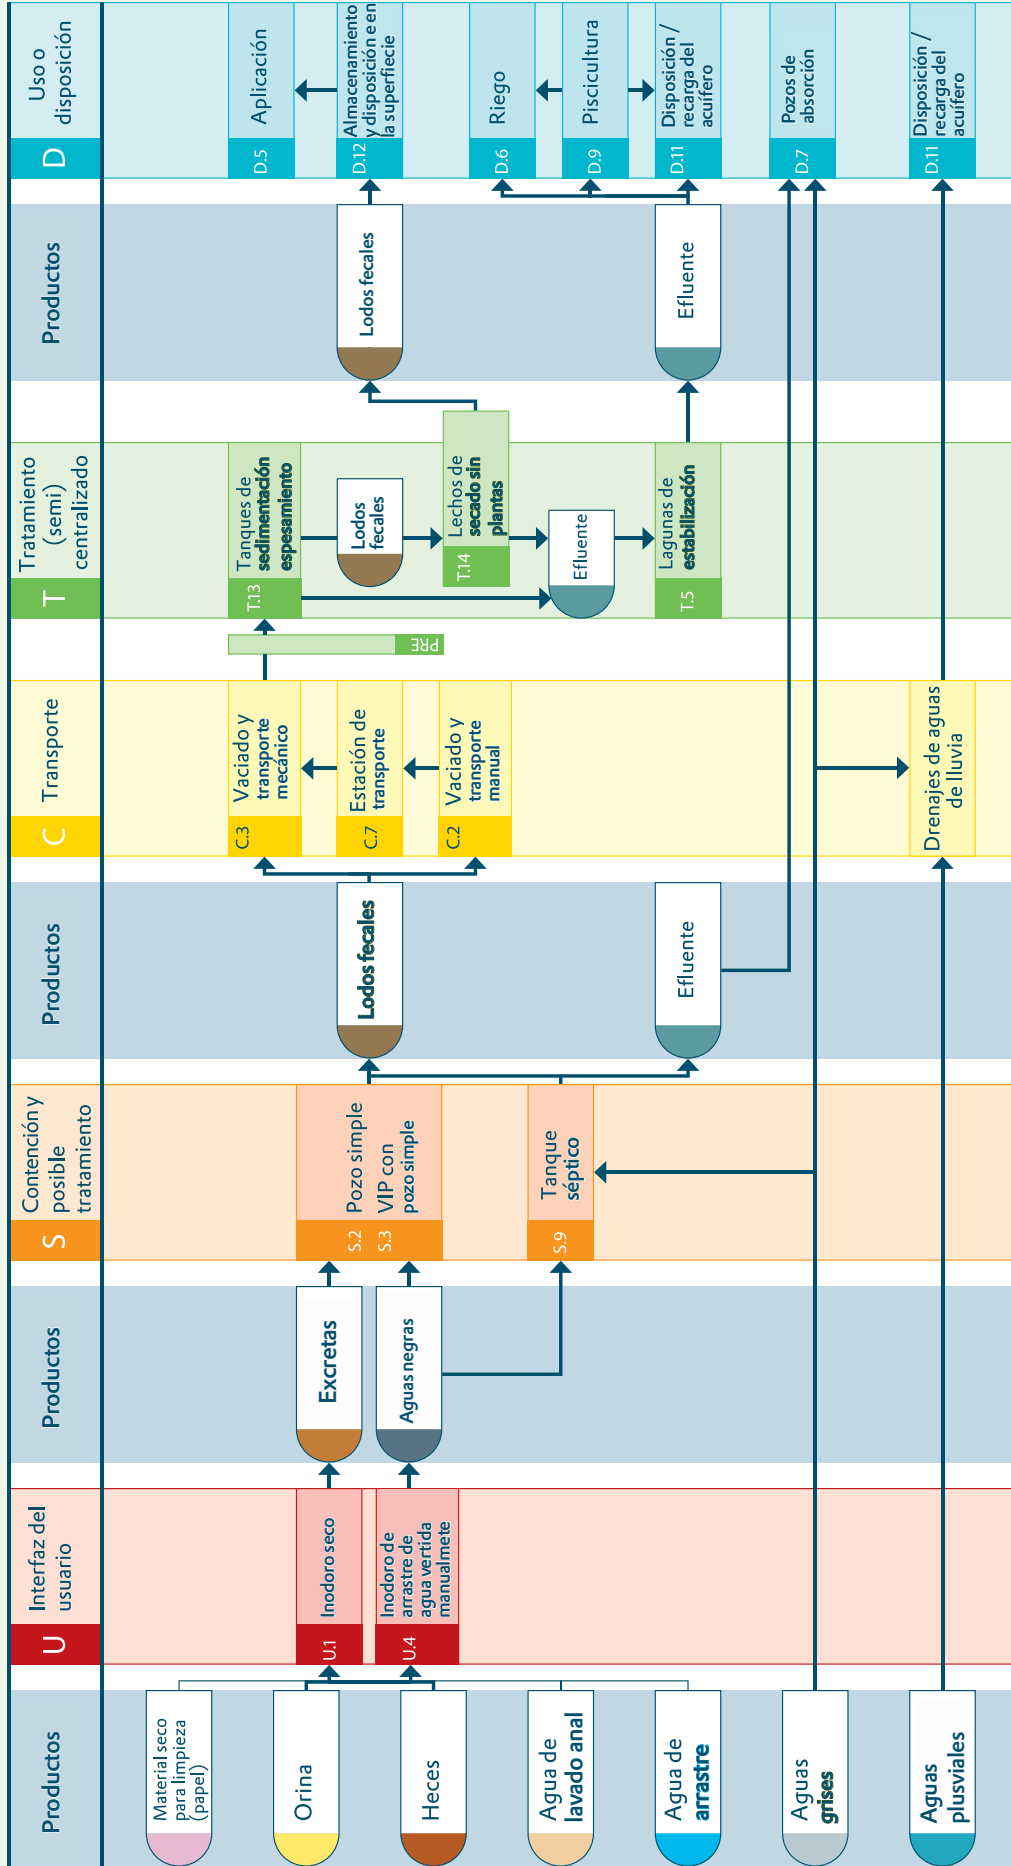 Productos
U
Interfaz del
usuario
Productos
S
Contención y
posible
tratamiento
Productos
C
Transporte
T
Tratamiento
(semi)
centralizado
Productos
D
Uso o
disposición
Material seco
para limpieza
(papel)
Orina
Heces
Agua de
lavado anal
Agua de
arrastre
Aguas
grises
Aguas
plusviales
U.1
Inodoro seco
U.4
Inodoro de
arrastre de
agua vertida
manualmete
Excretas
Aguas negras
S.2
Pozo simple
S.3
VIP con
pozo simple
S.9
Tanque
séptico
Lodos fecales
Efluente
C.3
Vaciado y
transporte
mecánico
C.7
Estación de
transporte
C.2
Vaciado y
transporte
manual
Drenajes de aguas
de lluvia
PRE
T.13
Tanques de
sedimentación
espesamiento
Lodos
fecales
T.14
Lechos de
secado sin
plantas
Efluente
T.5
Lagunas de
estabilización
Lodos fecales
Efluente
D.5
Aplicación
D.12
Almacenamiento
y disposición e en
la superfiecie
D.6
Riego
D.9
Piscicultura
D.11
Disposición /
recarga del
acuífero
D.7
Pozos de
absorción
D.11
Disposición /
recarga del
acuífero